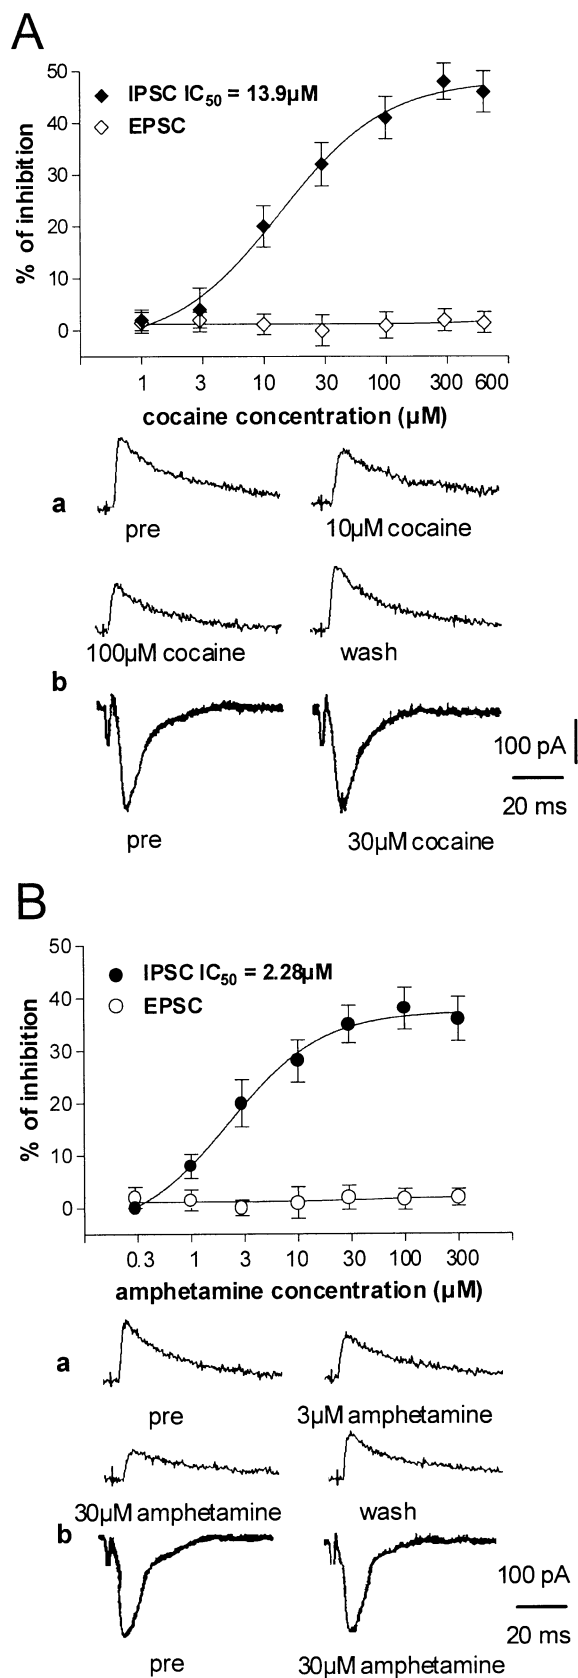 A
50
40
30
20
10
0
% of inhibition
IPSC IC50 = 13.9µM
EPSC
1 3 10 30 100 300 600
cocaine concentration (µM)
a
pre
10µM cocaine
100µM cocaine
wash
b
pre
30µM cocaine
100 pA
20 ms
B
50
40
30
20
10
0
% of inhibition
IPSC IC50 = 2.28µM
EPSC
0.3 1 3 10 30 100 300
amphetamine concentration (µM)
a
pre
3µM amphetamine
30µM amphetamine
wash
b
pre
30µM amphetamine
100 pA
20 ms